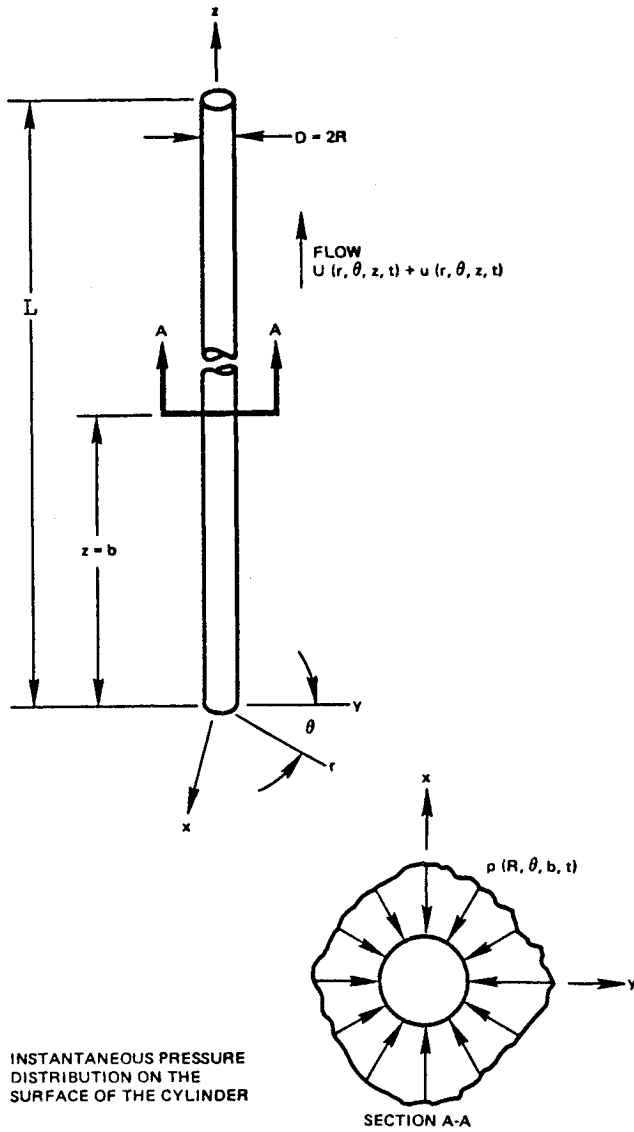 z
D = 2R
FLOW
U (r, θ, z, t) + u (r, θ, z, t)
L
A
A
z = b
Y
θ
r
x
x
p (R, θ, b, t)
Y
INSTANTANEOUS PRESSURE
DISTRIBUTION ON THE
SURFACE OF THE CYLINDER
SECTION A-A